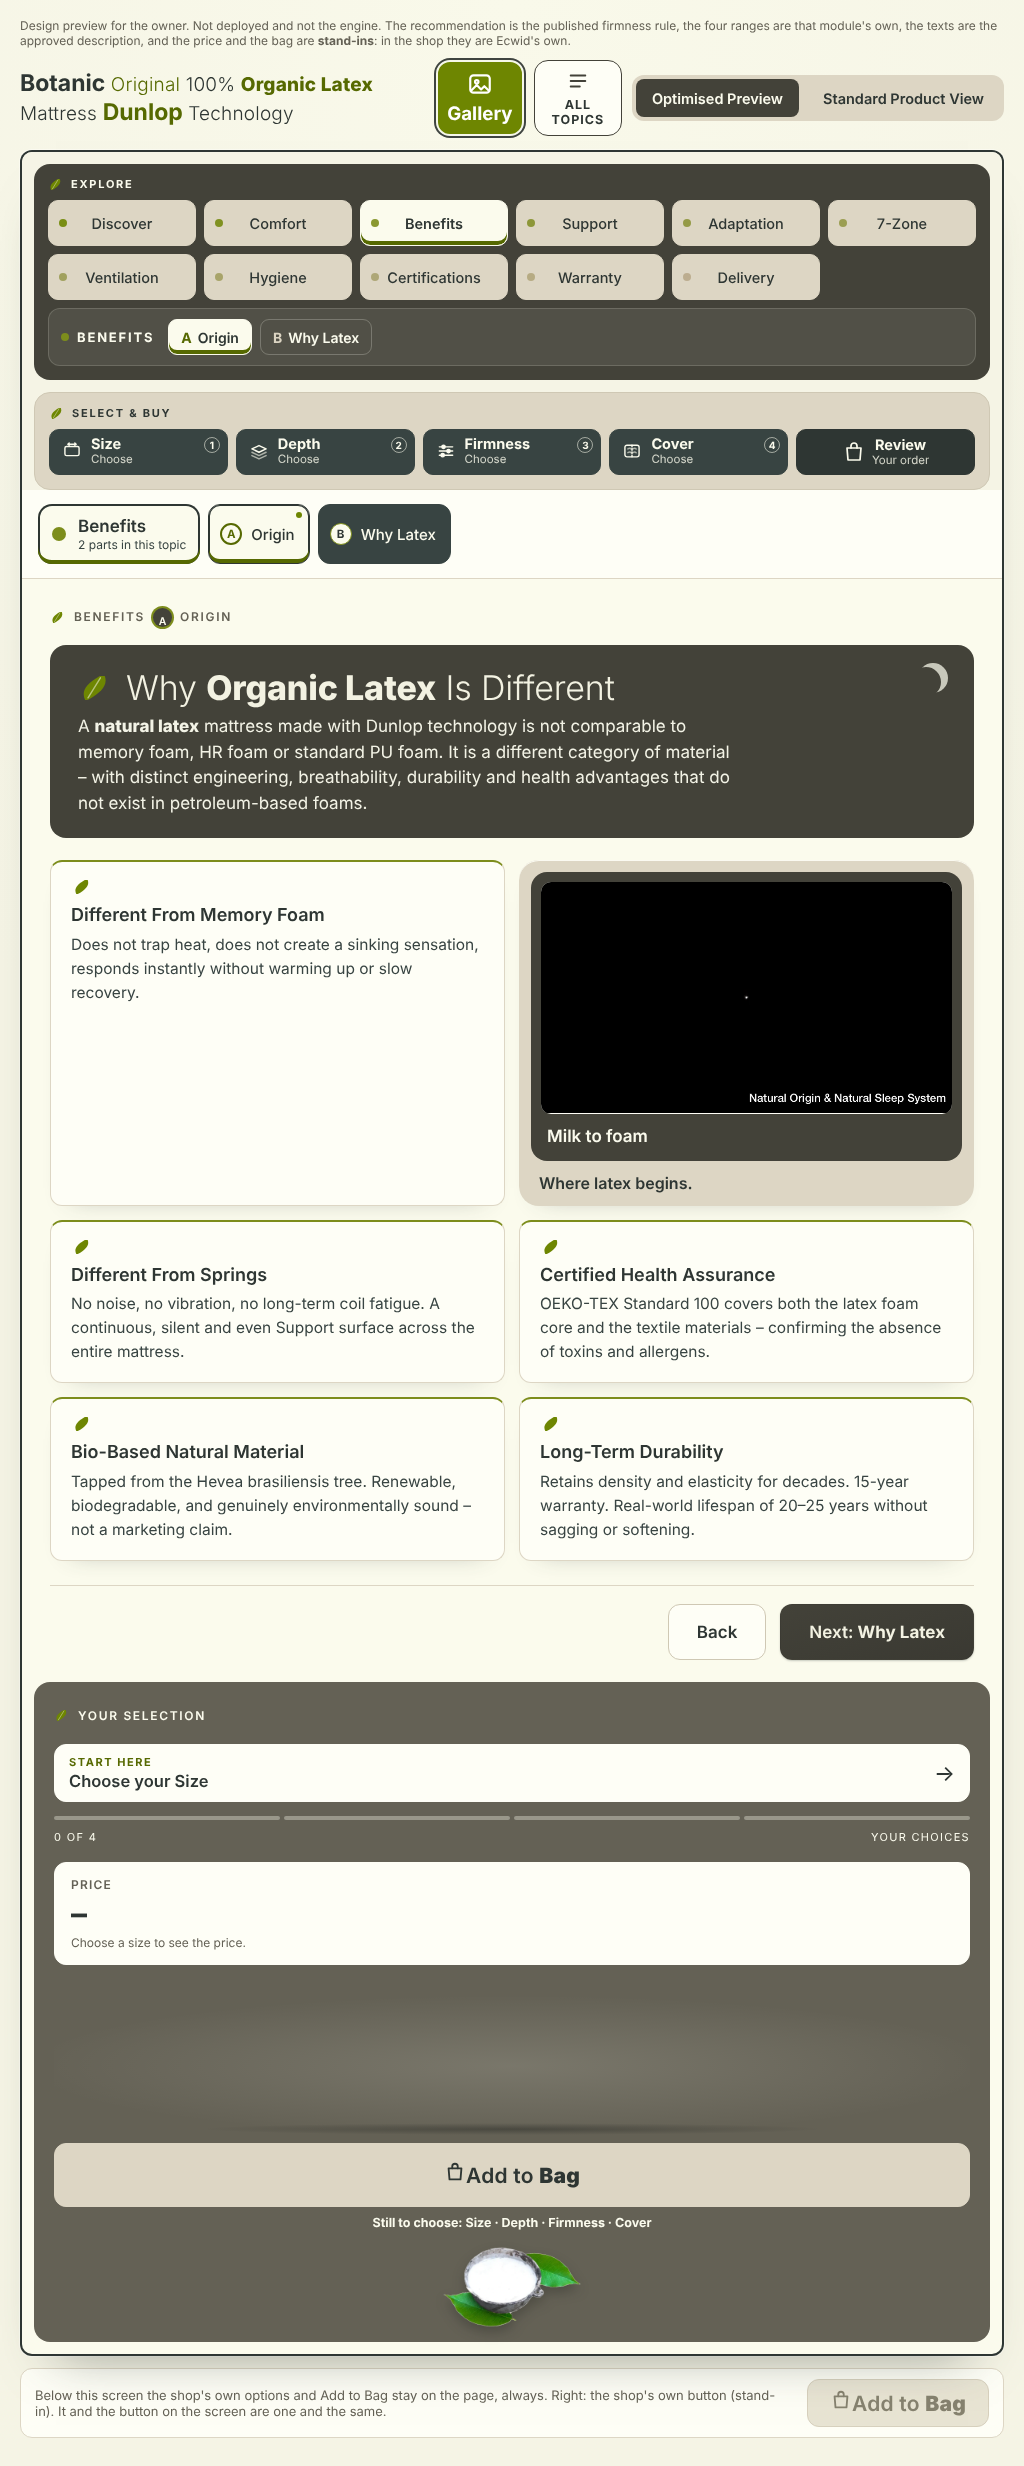 Design preview for the owner. Not deployed and not the engine. The recommendation is the published firmness rule, the four ranges are that module's own, the texts are the
approved description, and the price and the bag are stand-ins: in the shop they are Ecwid's own.
Botanic Original 100% Organic Latex
Mattress Dunlop Technology
Gallery
ALL
TOPICS
Optimised Preview
Standard Product View
EXPLORE
Discover
Comfort
Benefits
Support
Adaptation
7-Zone
Ventilation
Hygiene
Certifications
Warranty
Delivery
BENEFITS
A Origin
B Why Latex
SELECT & BUY
Size
Choose
1
Depth
Choose
2
Firmness
Choose
3
Cover
Choose
4
Review
Your order
Benefits
2 parts in this topic
A Origin
B Why Latex
BENEFITS A ORIGIN
Why Organic Latex Is Different
A natural latex mattress made with Dunlop technology is not comparable to
memory foam, HR foam or standard PU foam. It is a different category of material
– with distinct engineering, breathability, durability and health advantages that do
not exist in petroleum-based foams.
Different From Memory Foam
Does not trap heat, does not create a sinking sensation,
responds instantly without warming up or slow
recovery.
Natural Origin & Natural Sleep System
Milk to foam
Where latex begins.
Different From Springs
No noise, no vibration, no long-term coil fatigue. A
continuous, silent and even Support surface across the
entire mattress.
Certified Health Assurance
OEKO-TEX Standard 100 covers both the latex foam
core and the textile materials – confirming the absence
of toxins and allergens.
Bio-Based Natural Material
Tapped from the Hevea brasiliensis tree. Renewable,
biodegradable, and genuinely environmentally sound –
not a marketing claim.
Long-Term Durability
Retains density and elasticity for decades. 15-year
warranty. Real-world lifespan of 20–25 years without
sagging or softening.
Back
Next: Why Latex
YOUR SELECTION
START HERE
Choose your Size
0 OF 4
YOUR CHOICES
PRICE
–
Choose a size to see the price.
Add to Bag
Still to choose: Size · Depth · Firmness · Cover
Below this screen the shop's own options and Add to Bag stay on the page, always. Right: the shop's own button (stand-
in). It and the button on the screen are one and the same.
Add to Bag